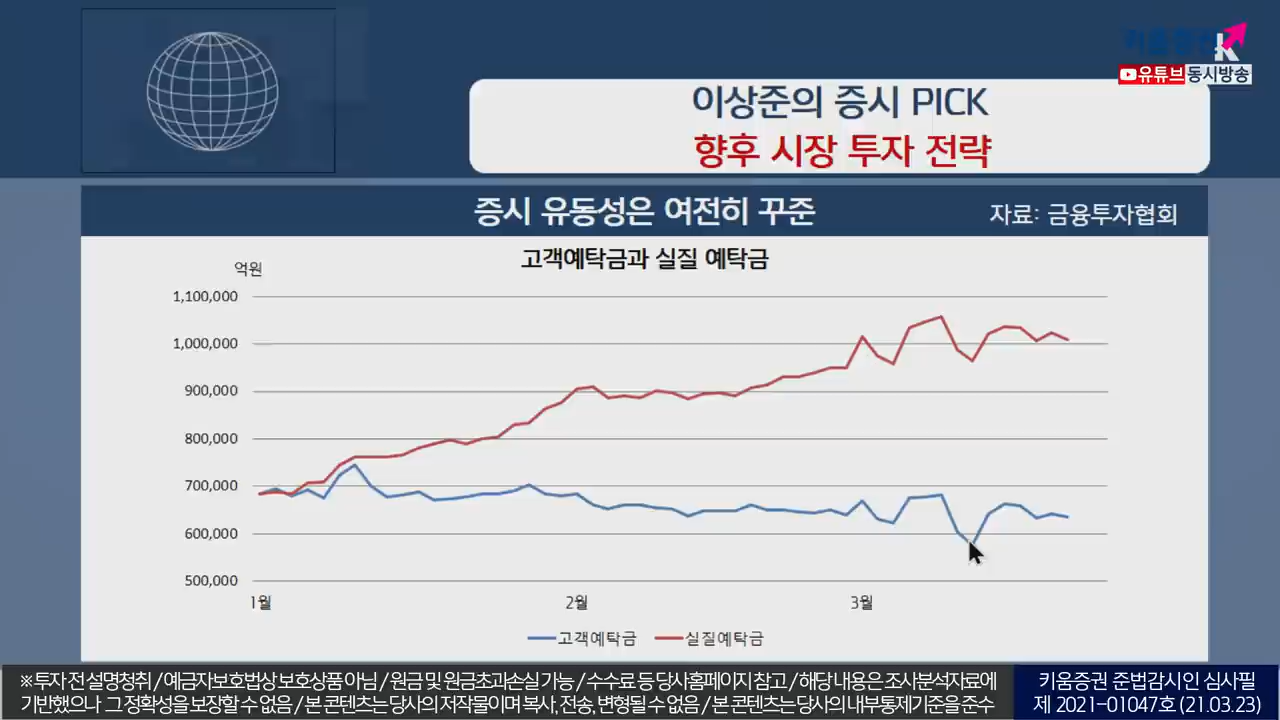 키움증권
유튜브 동시방송
이상준의 증시 PICK
향후 시장 투자 전략
증시 유동성은 여전히 꾸준
자료: 금융투자협회
고객예탁금과 실질 예탁금
억원
1,100,000
1,000,000
900,000
800,000
700,000
600,000
500,000
1월 2월 3월
고객예탁금 실질예탁금
※ 투자 전 설명청취 / 예금자보호법상 보호상품 아님 / 원금 및 원금초과손실 가능 / 수수료 등 당사홈페이지 참고 / 해당 내용은 조사분석자료에
기반했으나 그 정확성을 보장할 수 없음 / 본 콘텐츠는 당사의 저작물이며 복사, 전송, 변형될 수 없음 / 본 콘텐츠는 당사의 내부통제기준을 준수
키움증권 준법감시인 심사필
제 2021-01047호 (21.03.23)